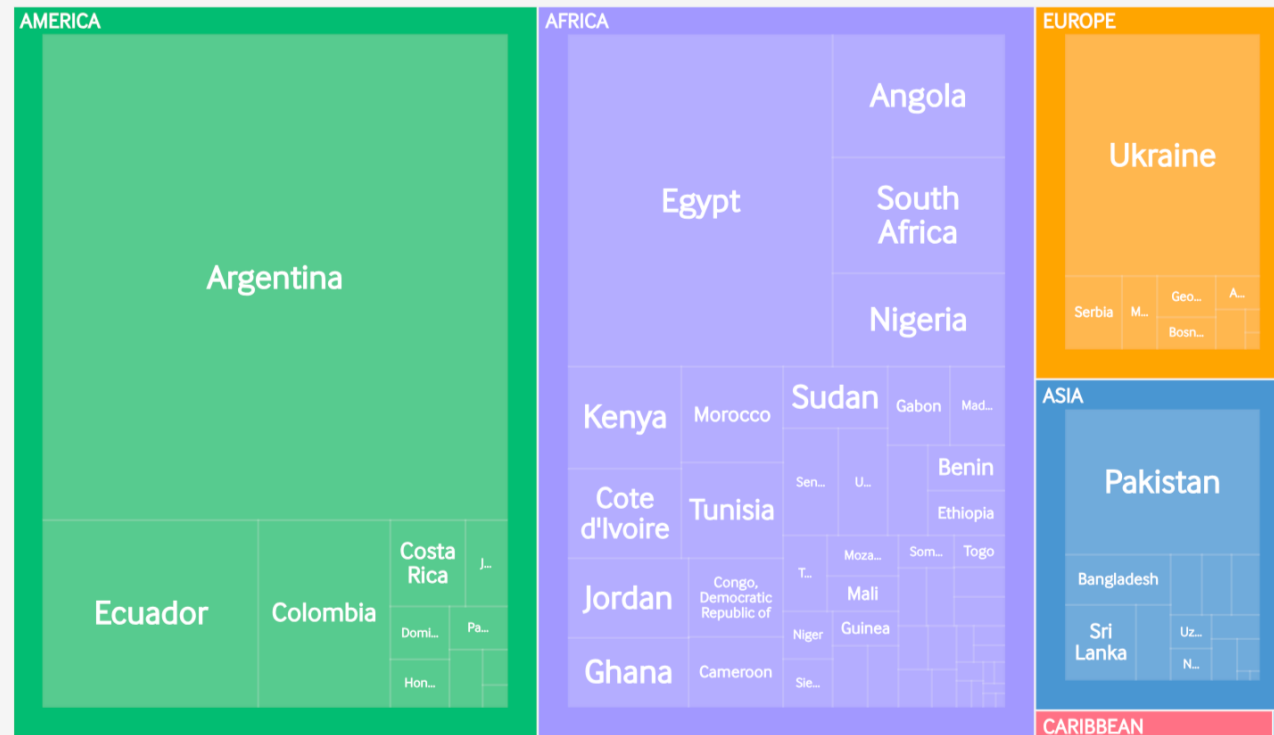 AMERICA
Argentina
Ecuador
Colombia
Costa
Rica
J...
Domi...
Pa...
Hon...
AFRICA
Egypt
Angola
South
Africa
Nigeria
Kenya
Morocco
Sudan
Gabon
Mad...
Cote
d'Ivoire
Tunisia
Sen...
U...
Benin
Ethiopia
Jordan
Congo,
Democratic
Republic of
T...
Moza...
Som...
Togo
Mali
Niger
Guinea
Ghana
Cameroon
Sie...
EUROPE
Ukraine
Serbia
M...
Geo...
A...
Bosn...
ASIA
Pakistan
Bangladesh
Sri
Lanka
Uz...
N...
CARIBBEAN